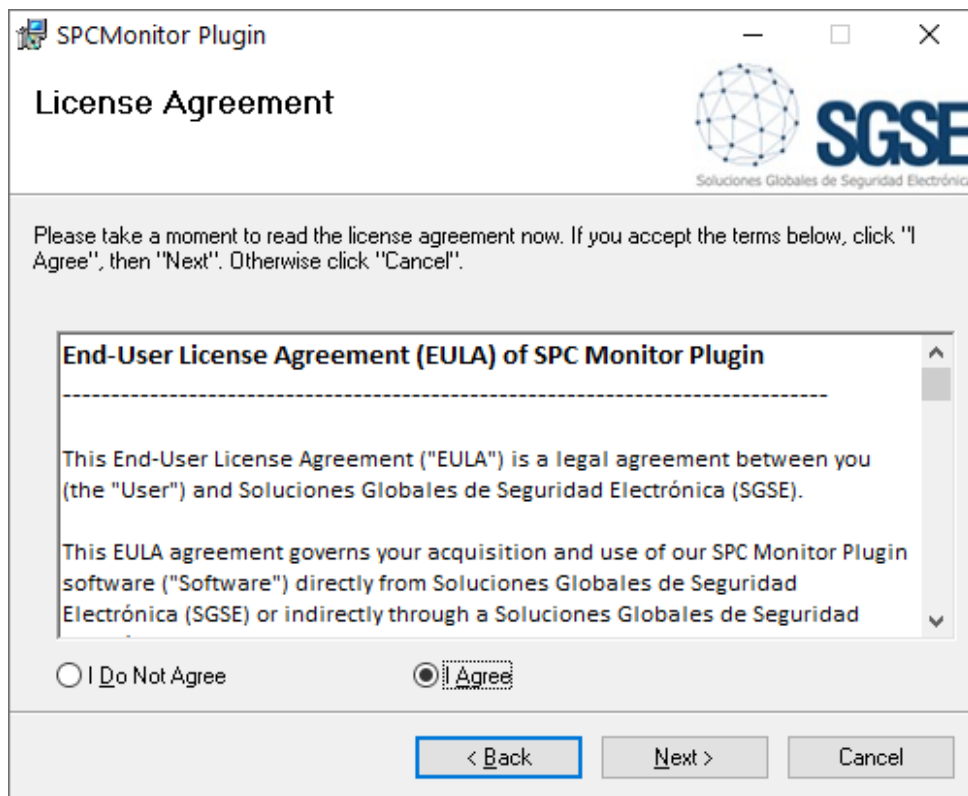 SPCMonitor Plugin
License Agreement
SGSE
Soluciones Globales de Seguridad Electrónica
Please take a moment to read the license agreement now. If you accept the terms below, click "I
Agree", then "Next". Otherwise click "Cancel".
End-User License Agreement (EULA) of SPC Monitor Plugin
--------------------------------------------------------------------------------
This End-User License Agreement ("EULA") is a legal agreement between you
(the "User") and Soluciones Globales de Seguridad Electrónica (SGSE).
This EULA agreement governs your acquisition and use of our SPC Monitor Plugin
software ("Software") directly from Soluciones Globales de Seguridad
Electrónica (SGSE) or indirectly through a Soluciones Globales de Seguridad
I Do Not Agree I Agree
< Back Next > Cancel